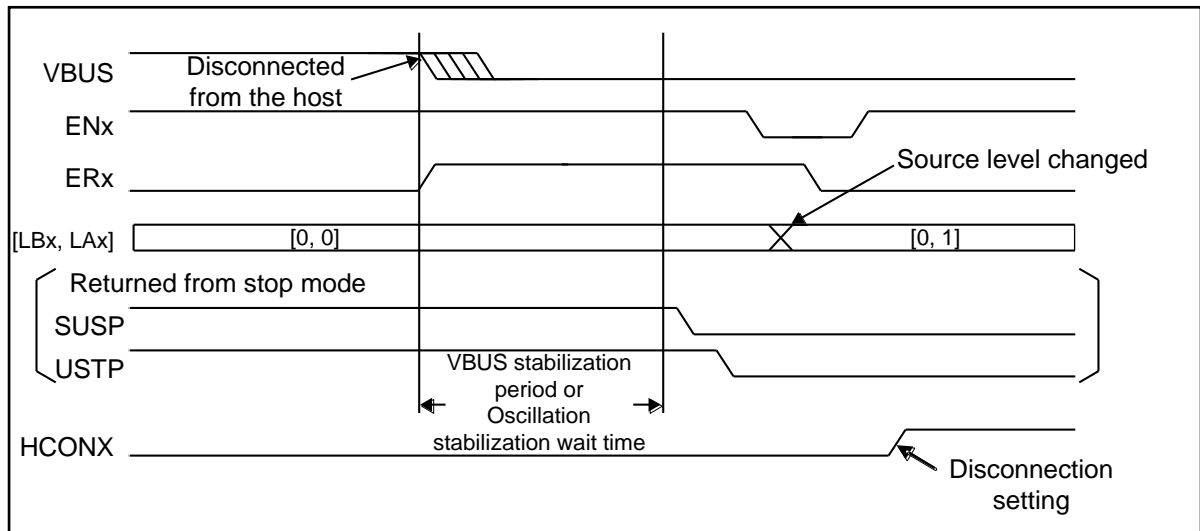 VBUS
Disconnected
from the host
ENx
ERx
Source level changed
[LBx, LAx]
[0, 0]
[0, 1]
Returned from stop mode
SUSP
USTP
VBUS stabilization
period or
Oscillation
stabilization wait time
HCONX
Disconnection
setting